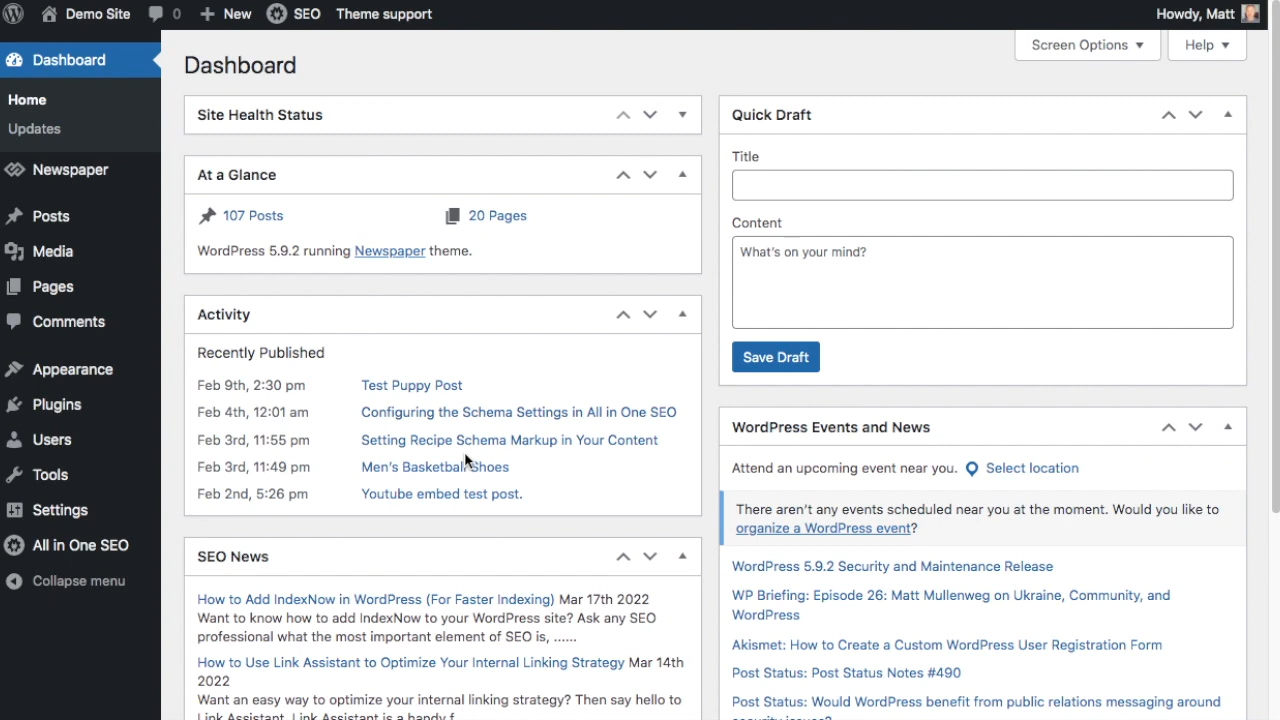 Demo Site
0
New
SEO
Theme support
Howdy, Matt
Dashboard
Home
Updates
Newspaper
Posts
Media
Pages
Comments
Appearance
Plugins
Users
Tools
Settings
All in One SEO
Collapse menu
Screen Options
Help
Dashboard
Site Health Status
At a Glance
107 Posts
20 Pages
WordPress 5.9.2 running Newspaper theme.
Activity
Recently Published
Feb 9th, 2:30 pm Test Puppy Post
Feb 4th, 12:01 am Configuring the Schema Settings in All in One SEO
Feb 3rd, 11:55 pm Setting Recipe Schema Markup in Your Content
Feb 3rd, 11:49 pm Men's Basketball Shoes
Feb 2nd, 5:26 pm Youtube embed test post.
SEO News
How to Add IndexNow in WordPress (For Faster Indexing) Mar 17th 2022
Want to know how to add IndexNow to your WordPress site? Ask any SEO
professional what the most important element of SEO is, ......
How to Use Link Assistant to Optimize Your Internal Linking Strategy Mar 14th
2022
Want an easy way to optimize your internal linking strategy? Then say hello to
Link Assistant. Link Assistant is a handy f......
Quick Draft
Title
Content
What's on your mind?
Save Draft
WordPress Events and News
Attend an upcoming event near you. Select location
There aren't any events scheduled near you at the moment. Would you like to
organize a WordPress event?
WordPress 5.9.2 Security and Maintenance Release
WP Briefing: Episode 26: Matt Mullenweg on Ukraine, Community, and
WordPress
Akismet: How to Create a Custom WordPress User Registration Form
Post Status: Post Status Notes #490
Post Status: Would WordPress benefit from public relations messaging around
security issues?